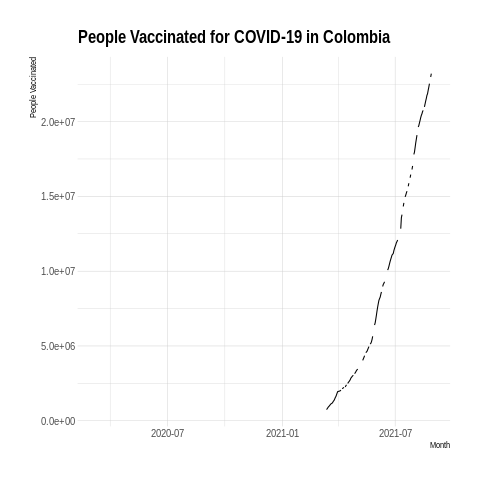 People Vaccinated for COVID-19 in Colombia
People Vaccinated
2.0e+07
1.5e+07
1.0e+07
5.0e+06
0.0e+00
2020-07 2021-01 2021-07
Month